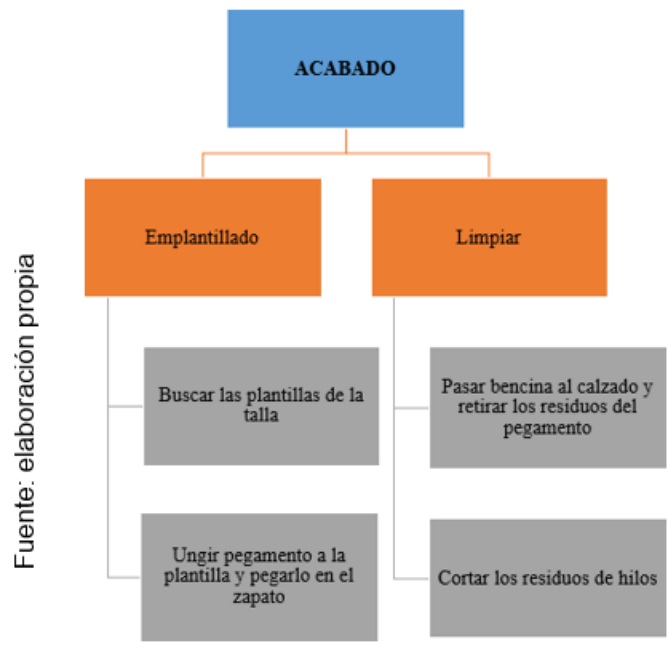 ACABADO
Emplantillado
Limpiar
Buscar las plantillas de la
talla
Pasar bencina al calzado y
retirar los residuos del
pegamento
Ungir pegamento a la
plantilla y pegarlo en el
zapato
Cortar los residuos de hilos
Fuente: elaboración propia